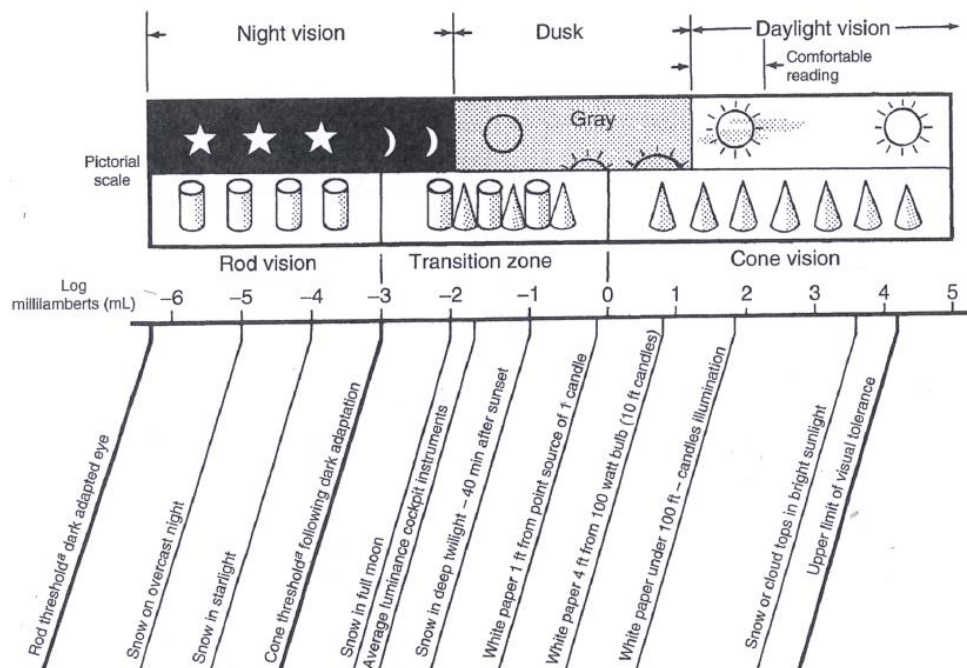 Night vision
Dusk
Daylight vision
Comfortable
reading
Gray
Pictorial
scale
Rod vision
Transition zone
Cone vision
Log
millilamberts (mL)
–6 –5 –4 –3 –2 –1 0 1 2 3 4 5
Rod thresholdᵃ dark adapted eye
Snow on overcast night
Snow in starlight
Cone thresholdᵃ following dark adaptation
Snow in full moon
Average luminance cockpit instruments
Snow in deep twilight – 40 min after sunset
White paper 1 ft from point source of 1 candle
White paper 4 ft from 100 watt bulb (10 ft candles)
White paper under 100 ft – candles illumination
Snow or cloud tops in bright sunlight
Upper limit of visual tolerance